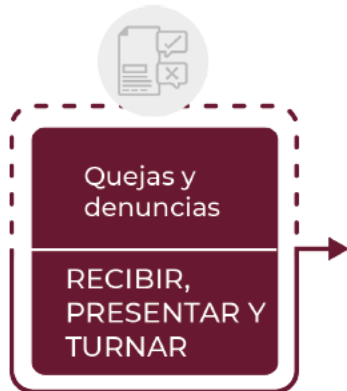 Quejas y
denuncias
RECIBIR,
PRESENTAR Y
TURNAR